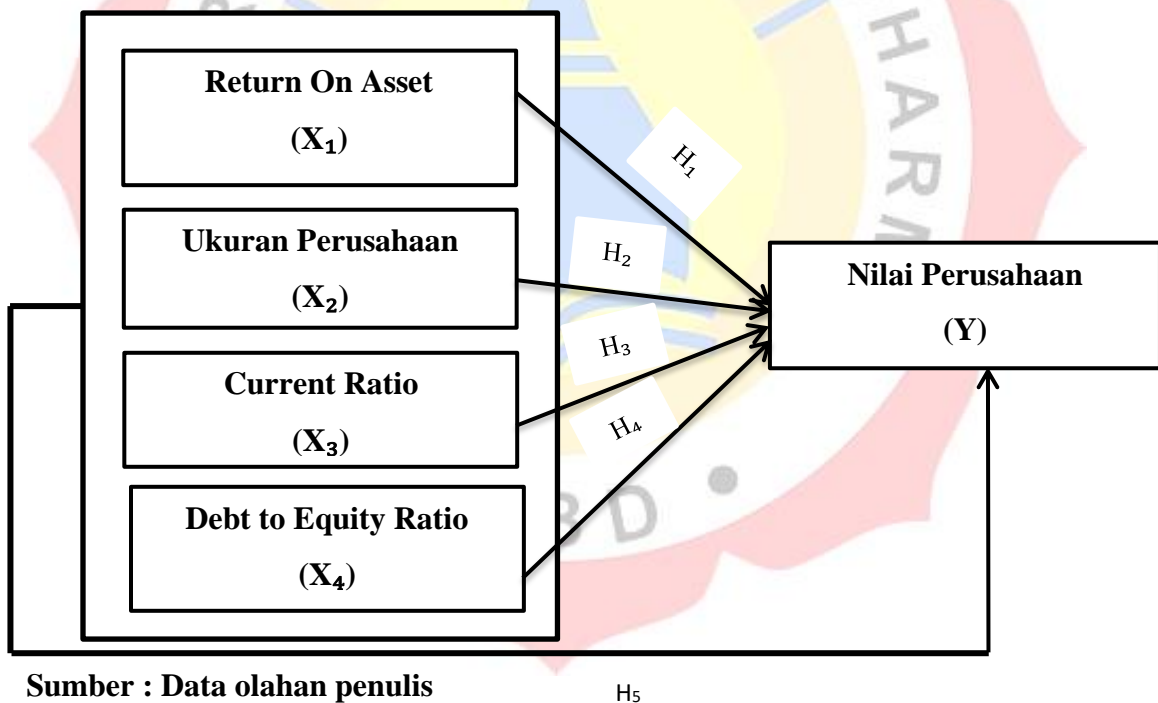 Return On Asset
(X₁)
H₁
Ukuran Perusahaan
(X₂)
H₂
Nilai Perusahaan
(Y)
Current Ratio
(X₃)
H₃
Debt to Equity Ratio
(X₄)
H₄
Sumber : Data olahan penulis
H₅